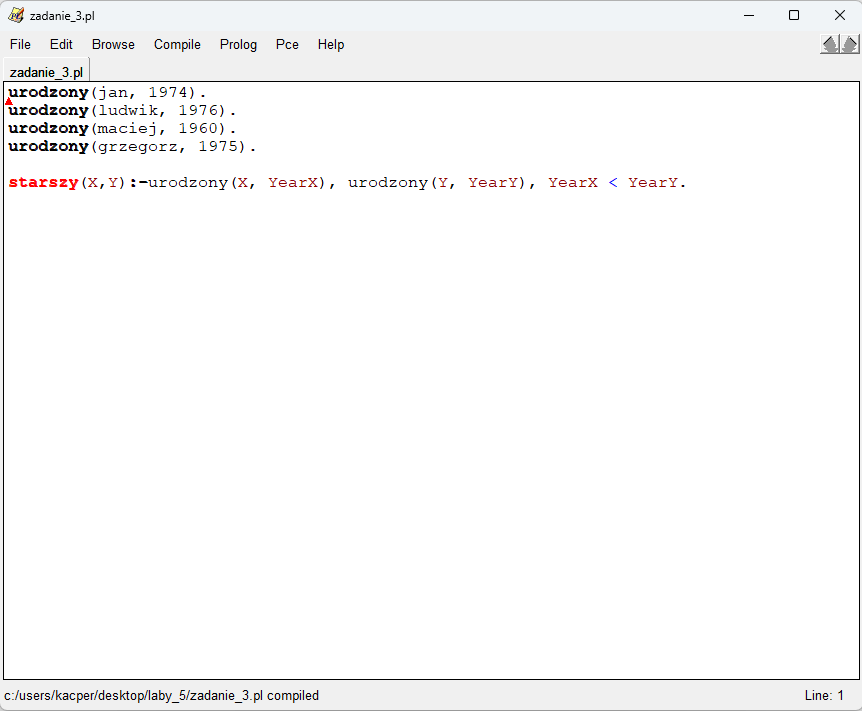 zadanie_3.pl
File Edit Browse Compile Prolog Pce Help
zadanie_3.pl
urodzony(jan, 1974).
urodzony(ludwik, 1976).
urodzony(maciej, 1960).
urodzony(grzegorz, 1975).
starszy(X,Y):-urodzony(X, YearX), urodzony(Y, YearY), YearX < YearY.
c:/users/kacper/desktop/laby_5/zadanie_3.pl compiled Line: 1